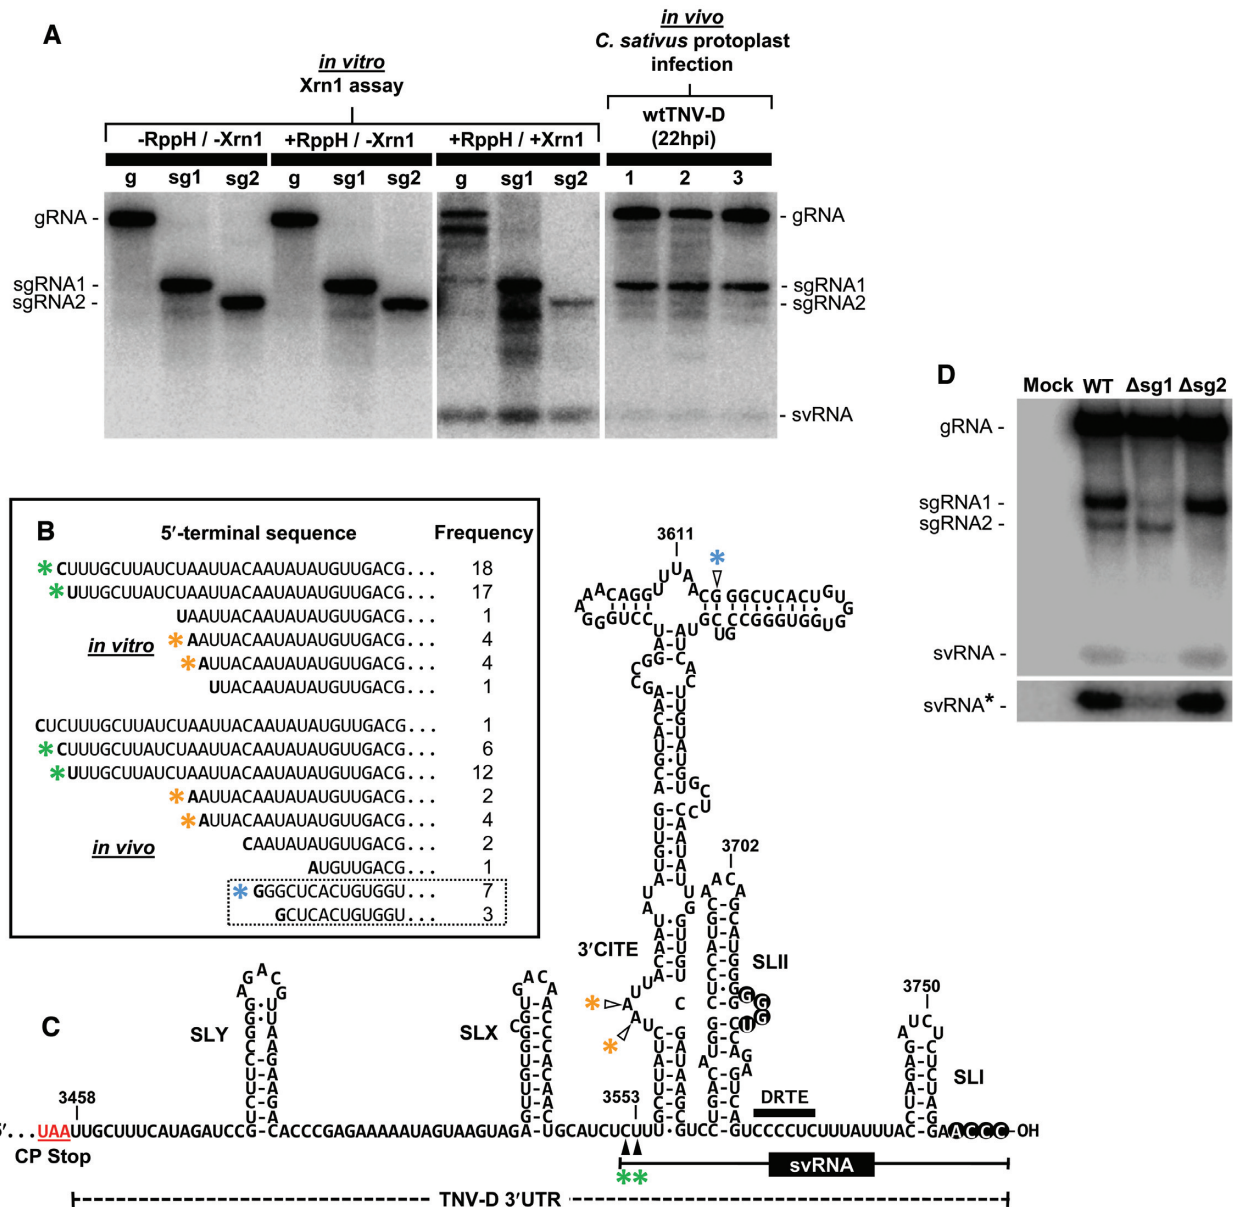 A
in vitro
Xrn1 assay
in vivo
C. sativus protoplast
infection
-RppH / -Xrn1
+RppH / -Xrn1
+RppH / +Xrn1
wtTNV-D
(22hpi)
g sg1 sg2 g sg1 sg2 g sg1 sg2 1 2 3
gRNA - - gRNA
sgRNA1 - - sgRNA1
sgRNA2 - - sgRNA2
- svRNA
D
Mock WT Δsg1 Δsg2
gRNA -
sgRNA1 -
sgRNA2 -
svRNA -
svRNA* -
B 5′-terminal sequence Frequency
* CUUUGCUUAUCUAAUUACAAUAUAUGUUGACG... 18
* UUUGCUUAUCUAAUUACAAUAUAUGUUGACG... 17
UAAUUACAAUAUAUGUUGACG... 1
in vitro
* AAUUACAAUAUAUGUUGACG... 4
* AUUACAAUAUAUGUUGACG... 4
UUACAAUAUAUGUUGACG... 1
CUCUUUGCUUAUCUAAUUACAAUAUAUGUUGACG... 1
* CUUUGCUUAUCUAAUUACAAUAUAUGUUGACG... 6
* UUUGCUUAUCUAAUUACAAUAUAUGUUGACG... 12
* AAUUACAAUAUAUGUUGACG... 2
* AUUACAAUAUAUGUUGACG... 4
in vivo
CAAUAUAUGUUGACG... 2
AUGUUGACG... 1
* GGGCUCACUGUGGU... 7
GCUCACUGUGGU... 3
C
3611
3702
3750
3′CITE
SLII
SLY
SLX
SLI
3458
3553
DRTE
5′...UAAUUGCUUUCAUAGAUCCG-CACCCGAGAAAAAUAGUAAGUAGA-UGCAUCUCUUU·GUCC-GUCCCCUCUUUAUUUAC-GAACCC-OH
CP Stop
svRNA
**
TNV-D 3′UTR